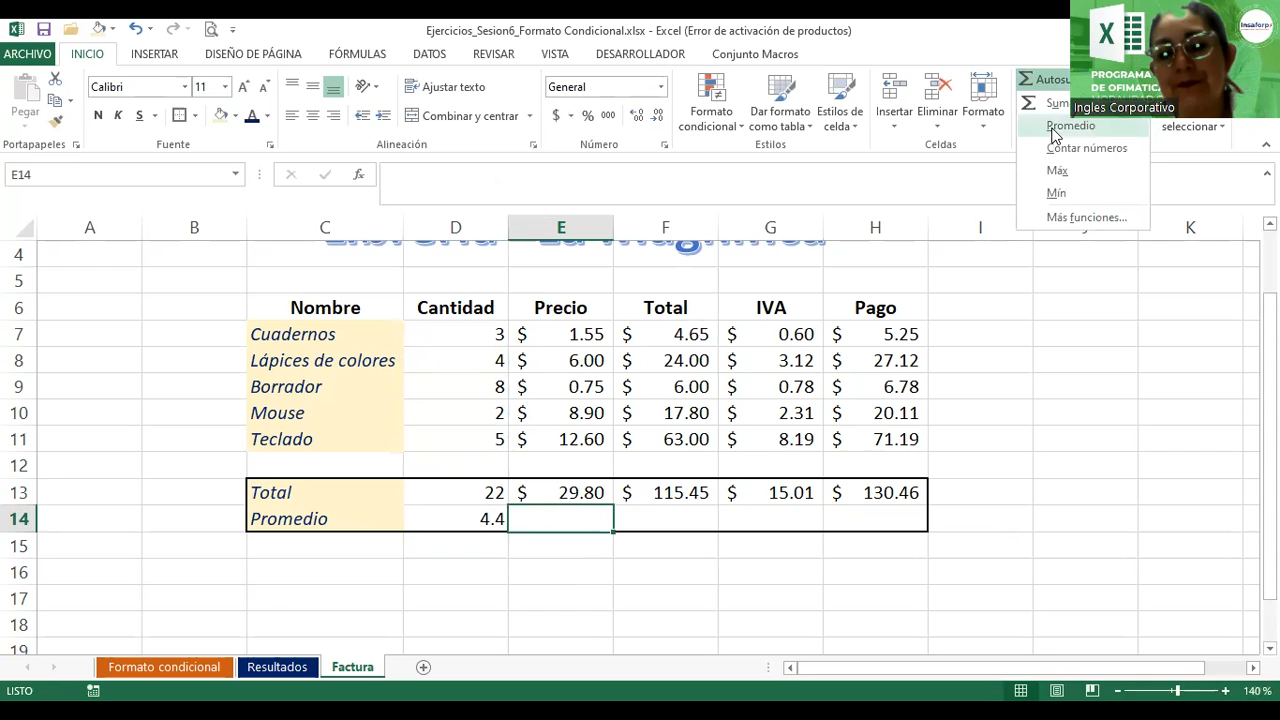 Ejercicios_Sesion6_Formato Condicional.xlsx - Excel (Error de activación de productos)
ARCHIVO INICIO INSERTAR DISEÑO DE PÁGINA FÓRMULAS DATOS REVISAR VISTA DESARROLLADOR Conjunto Macros
X PROGRAMA DE OFIMATICA
Insaforp
Ingles Corporativo
Pegar
Calibri 11
N K S
Ajustar texto
Combinar y centrar
General
$ % 000
Formato condicional
Dar formato como tabla
Estilos de celda
Insertar Eliminar Formato
seleccionar
Portapapeles Fuente Alineación Número Estilos Celdas
Promedio
Contar números
Máx
Mín
Más funciones...
E14 fx
A B C D E F G H I K
4
5
6 Nombre Cantidad Precio Total IVA Pago
7 Cuadernos 3 $ 1.55 $ 4.65 $ 0.60 $ 5.25
8 Lápices de colores 4 $ 6.00 $ 24.00 $ 3.12 $ 27.12
9 Borrador 8 $ 0.75 $ 6.00 $ 0.78 $ 6.78
10 Mouse 2 $ 8.90 $ 17.80 $ 2.31 $ 20.11
11 Teclado 5 $ 12.60 $ 63.00 $ 8.19 $ 71.19
12
13 Total 22 $ 29.80 $ 115.45 $ 15.01 $ 130.46
14 Promedio 4.4
15
16
17
18
19
Formato condicional Resultados Factura
LISTO 140 %